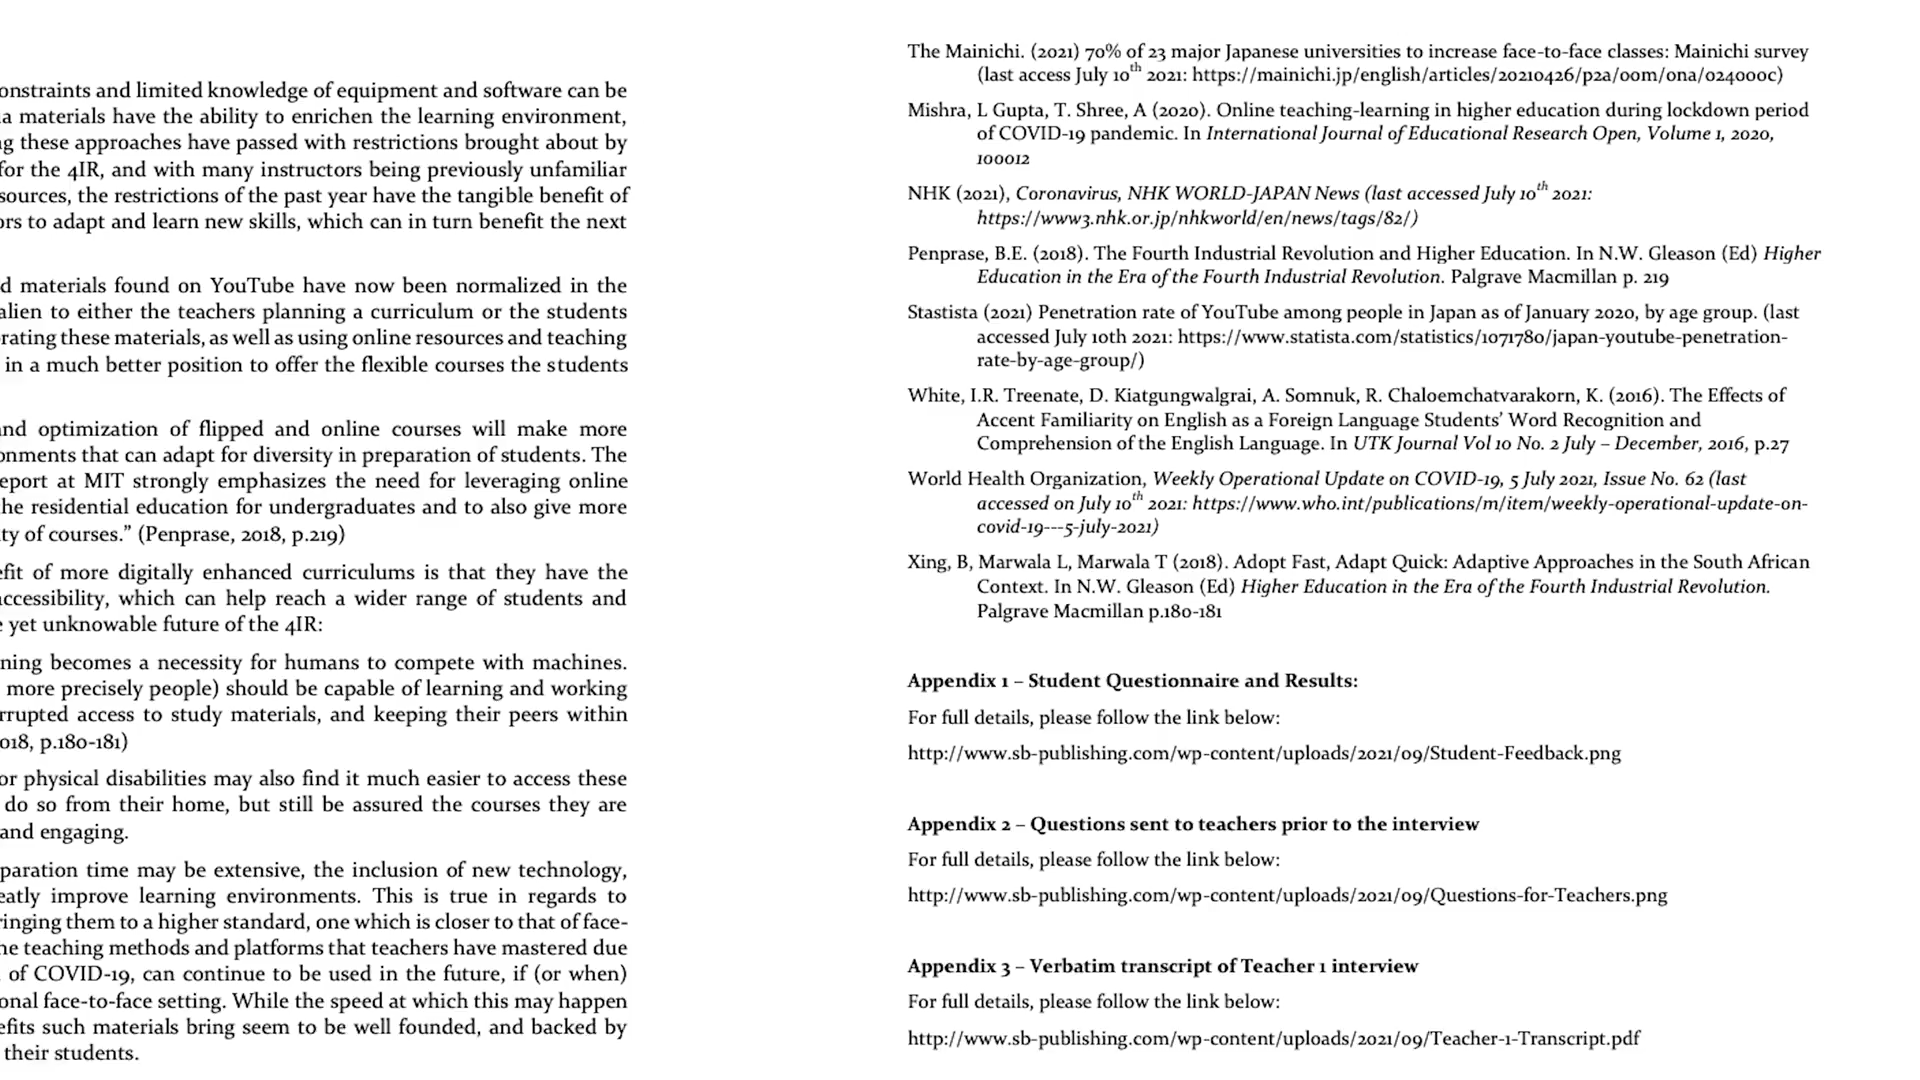 onstraints and limited knowledge of equipment and software can be
a materials have the ability to enrichen the learning environment,
ng these approaches have passed with restrictions brought about by
for the 4IR, and with many instructors being previously unfamiliar
sources, the restrictions of the past year have the tangible benefit of
ors to adapt and learn new skills, which can in turn benefit the next
d materials found on YouTube have now been normalized in the
alien to either the teachers planning a curriculum or the students
orating these materials, as well as using online resources and teaching
in a much better position to offer the flexible courses the students
and optimization of flipped and online courses will make more
onments that can adapt for diversity in preparation of students. The
eport at MIT strongly emphasizes the need for leveraging online
he residential education for undergraduates and to also give more
ty of courses.” (Penprase, 2018, p.219)
efit of more digitally enhanced curriculums is that they have the
accessibility, which can help reach a wider range of students and
e yet unknowable future of the 4IR:
ning becomes a necessity for humans to compete with machines.
more precisely people) should be capable of learning and working
rrupted access to study materials, and keeping their peers within
018, p.180-181)
or physical disabilities may also find it much easier to access these
do so from their home, but still be assured the courses they are
and engaging.
paration time may be extensive, the inclusion of new technology,
eatly improve learning environments. This is true in regards to
ringing them to a higher standard, one which is closer to that of face-
he teaching methods and platforms that teachers have mastered due
of COVID-19, can continue to be used in the future, if (or when)
onal face-to-face setting. While the speed at which this may happen
efits such materials bring seem to be well founded, and backed by
their students.
The Mainichi. (2021) 70% of 23 major Japanese universities to increase face-to-face classes: Mainichi survey
(last access July 10th 2021: https://mainichi.jp/english/articles/20210426/p2a/00m/0na/024000c)
Mishra, L Gupta, T. Shree, A (2020). Online teaching-learning in higher education during lockdown period
of COVID-19 pandemic. In International Journal of Educational Research Open, Volume 1, 2020,
100012
NHK (2021), Coronavirus, NHK WORLD-JAPAN News (last accessed July 10th 2021:
https://www3.nhk.or.jp/nhkworld/en/news/tags/82/)
Penprase, B.E. (2018). The Fourth Industrial Revolution and Higher Education. In N.W. Gleason (Ed) Higher
Education in the Era of the Fourth Industrial Revolution. Palgrave Macmillan p. 219
Stastista (2021) Penetration rate of YouTube among people in Japan as of January 2020, by age group. (last
accessed July 10th 2021: https://www.statista.com/statistics/1071780/japan-youtube-penetration-
rate-by-age-group/)
White, I.R. Treenate, D. Kiatgungwalgrai, A. Somnuk, R. Chaloemchatvarakorn, K. (2016). The Effects of
Accent Familiarity on English as a Foreign Language Students’ Word Recognition and
Comprehension of the English Language. In UTK Journal Vol 10 No. 2 July – December, 2016, p.27
World Health Organization, Weekly Operational Update on COVID-19, 5 July 2021, Issue No. 62 (last
accessed on July 10th 2021: https://www.who.int/publications/m/item/weekly-operational-update-on-
covid-19---5-july-2021)
Xing, B, Marwala L, Marwala T (2018). Adopt Fast, Adapt Quick: Adaptive Approaches in the South African
Context. In N.W. Gleason (Ed) Higher Education in the Era of the Fourth Industrial Revolution.
Palgrave Macmillan p.180-181
Appendix 1 – Student Questionnaire and Results:
For full details, please follow the link below:
http://www.sb-publishing.com/wp-content/uploads/2021/09/Student-Feedback.png
Appendix 2 – Questions sent to teachers prior to the interview
For full details, please follow the link below:
http://www.sb-publishing.com/wp-content/uploads/2021/09/Questions-for-Teachers.png
Appendix 3 – Verbatim transcript of Teacher 1 interview
For full details, please follow the link below:
http://www.sb-publishing.com/wp-content/uploads/2021/09/Teacher-1-Transcript.pdf